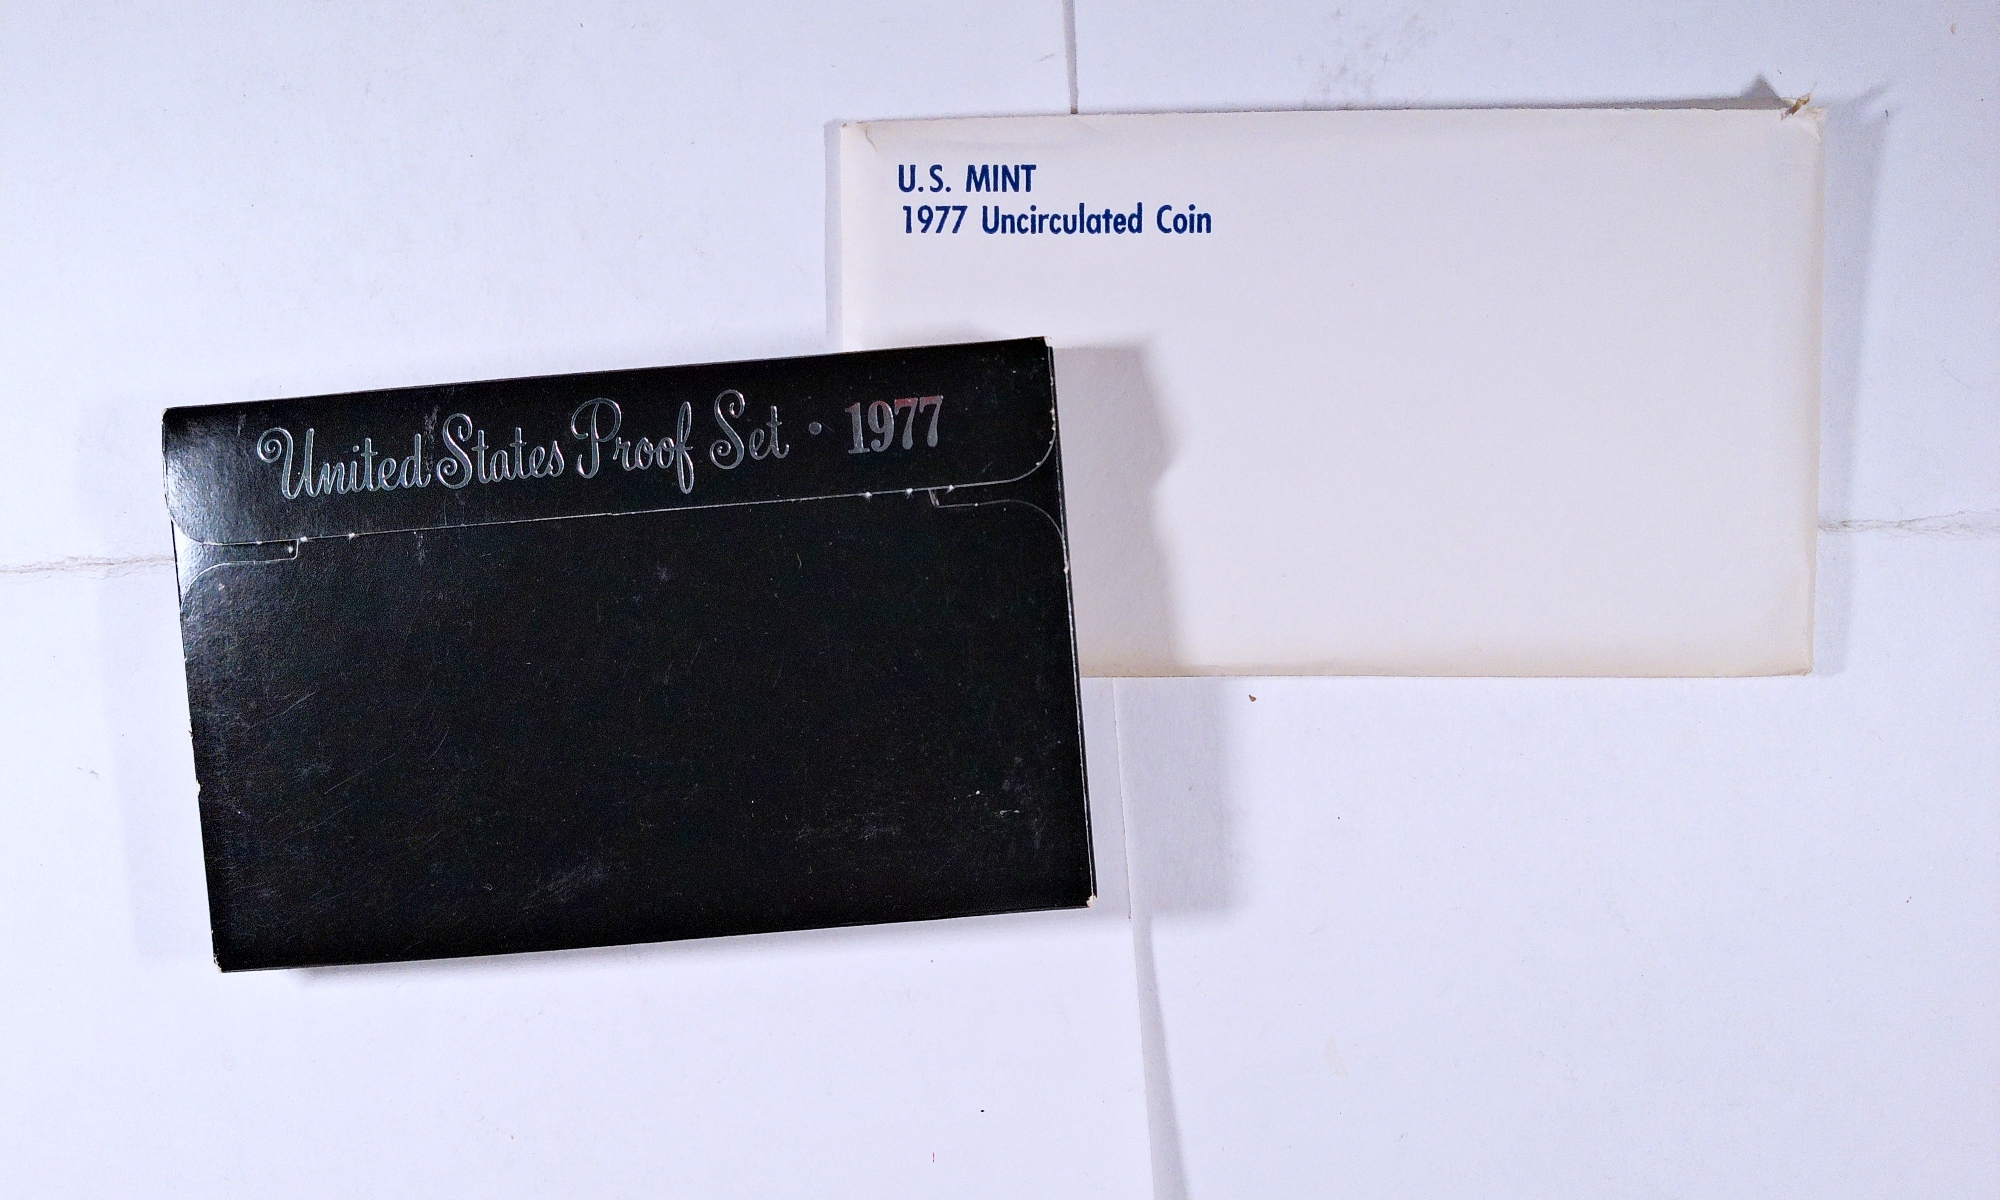 U.S. MINT
1977 Uncirculated Coin
United States Proof Set • 1977